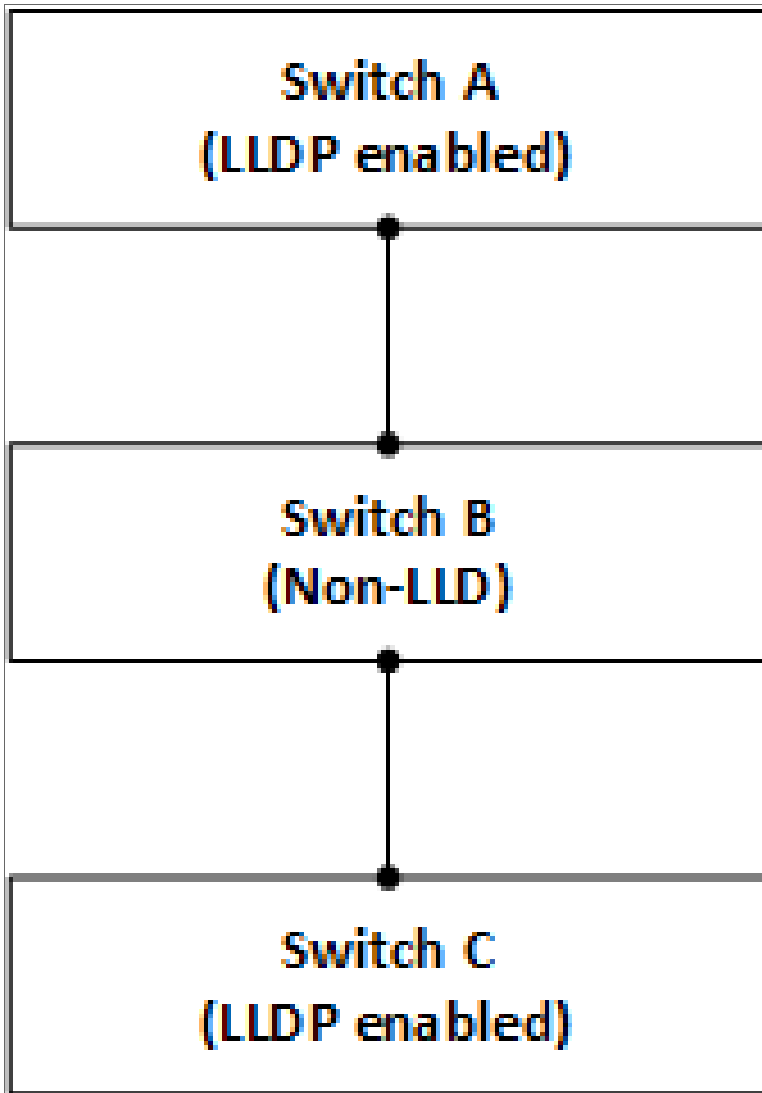 Switch A
(LLDP enabled)
Switch B
(Non-LLD)
Switch C
(LLDP enabled)